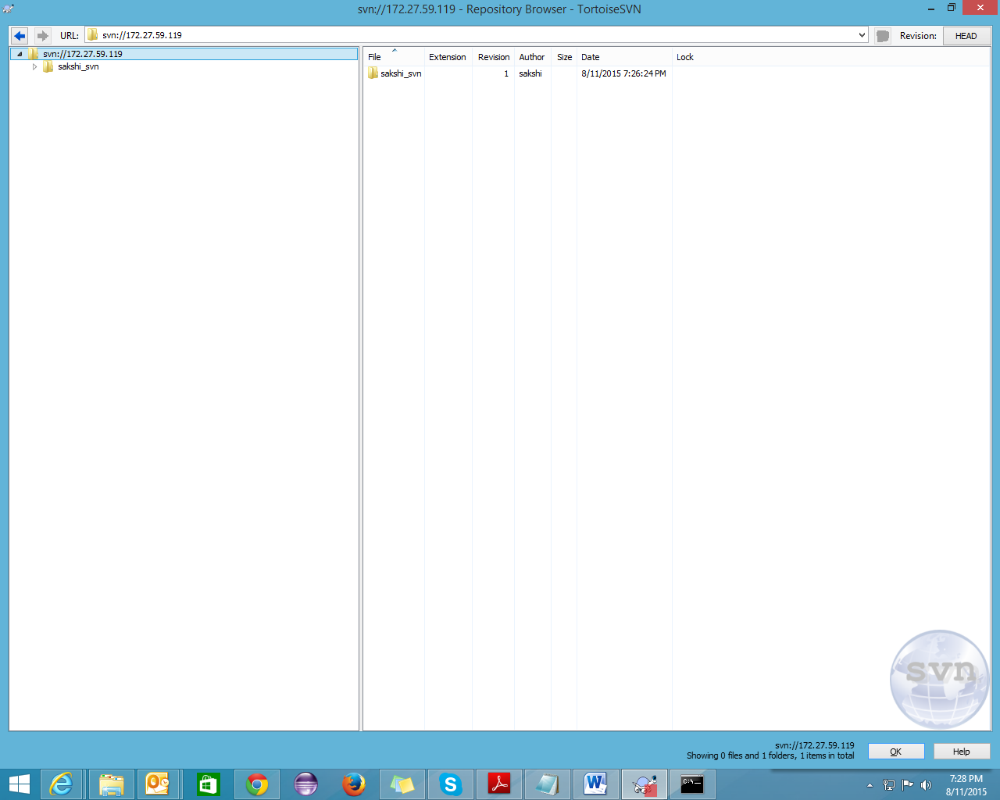 svn://172.27.59.119 - Repository Browser - TortoiseSVN
URL: svn://172.27.59.119 Revision: HEAD
svn://172.27.59.119
sakshi_svn
File Extension Revision Author Size Date Lock
sakshi_svn 1 sakshi 8/11/2015 7:26:24 PM
svn
svn://172.27.59.119
Showing 0 files and 1 folders, 1 items in total
OK Help
C:\_
7:28 PM
8/11/2015